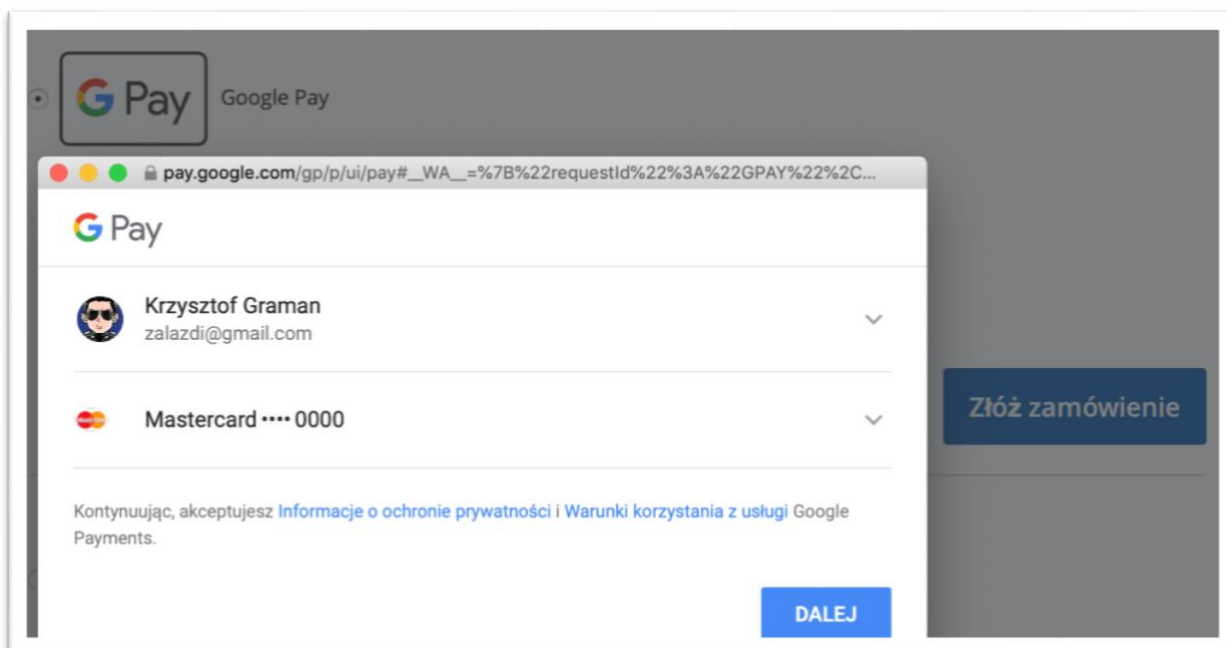 G Pay Google Pay
pay.google.com/gp/p/ui/pay#__WA__=%7B%22requestId%22%3A%22GPAY%22%2C...
G Pay
Krzysztof Graman
zalazdi@gmail.com
Mastercard •••• 0000
Złóż zamówienie
Kontynuując, akceptujesz Informacje o ochronie prywatności i Warunki korzystania z usługi Google
Payments.
DALEJ